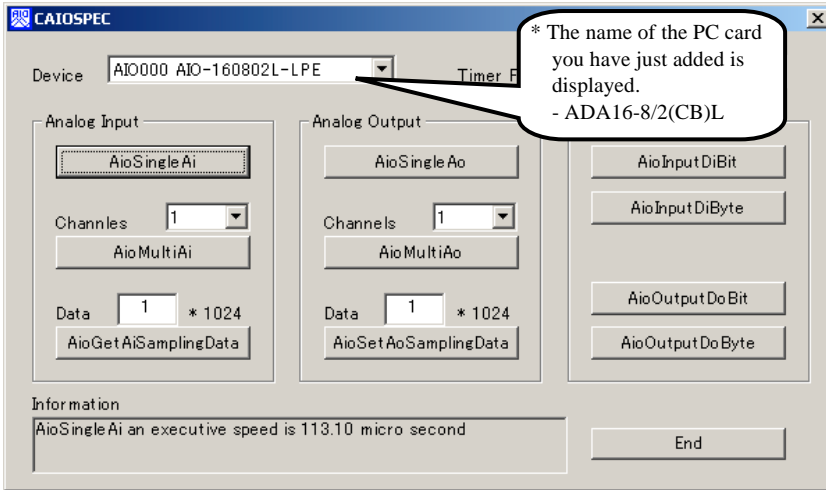 CAIOSPEC
* The name of the PC card
you have just added is
displayed.
- ADA16-8/2(CB)L
Device AIO000 AIO-160802L-LPE Timer
Analog Input
AioSingleAi
Channles 1
AioMultiAi
Data 1 * 1024
AioGetAiSamplingData
Analog Output
AioSingleAo
Channels 1
AioMultiAo
Data 1 * 1024
AioSetAoSamplingData
AioInputDiBit
AioInputDiByte
AioOutputDoBit
AioOutputDoByte
Information
AioSingleAi an executive speed is 113.10 micro second
End